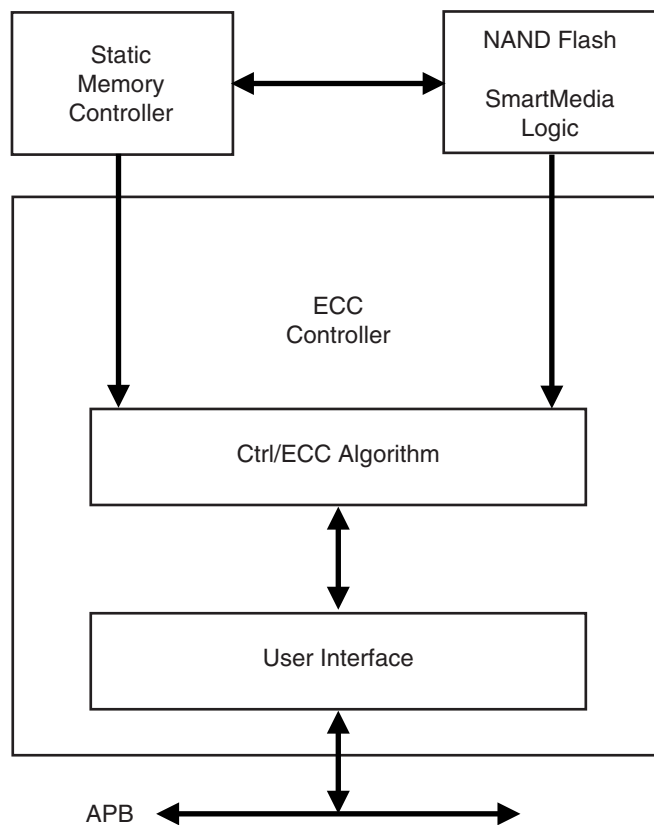 Static
Memory
Controller
NAND Flash
SmartMedia
Logic
ECC
Controller
Ctrl/ECC Algorithm
User Interface
APB